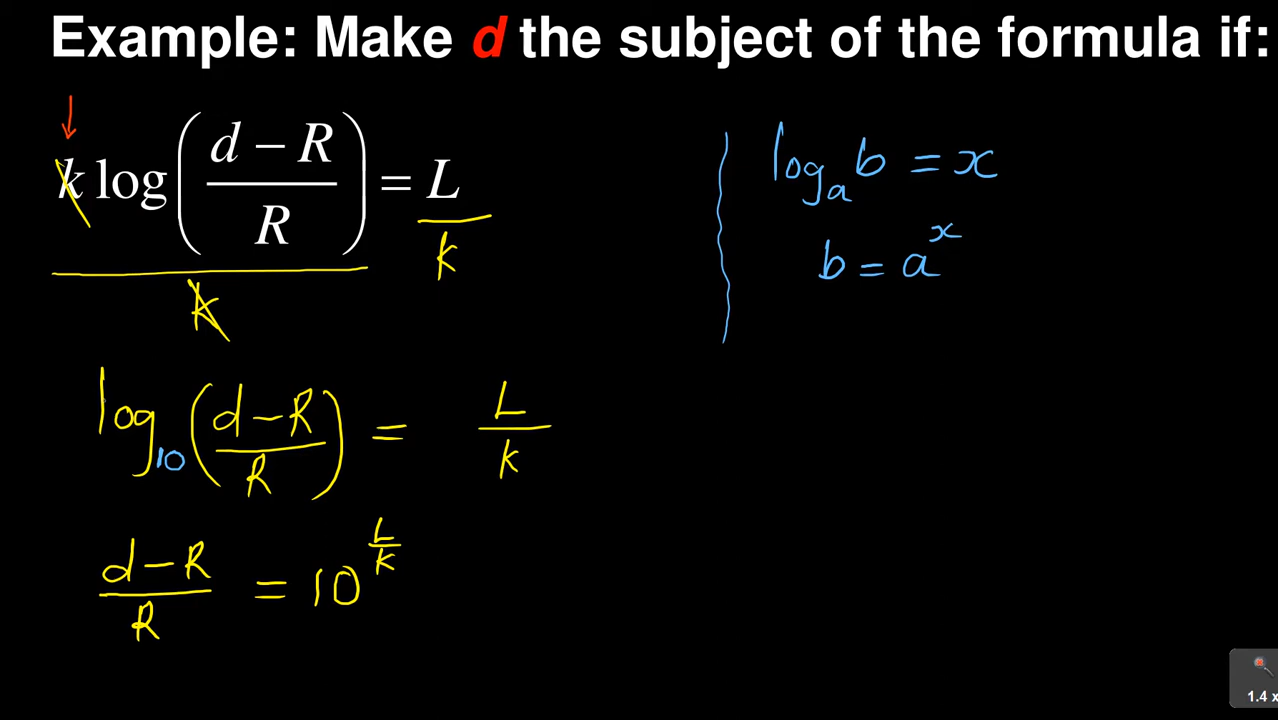 Example: Make d the subject of the formula if:
k log((d − R)/R) = L
k
k
log_a b = x
b = a^x
log_10((d − R)/R) = L/k
(d − R)/R = 10^(L/k)
1.4 x